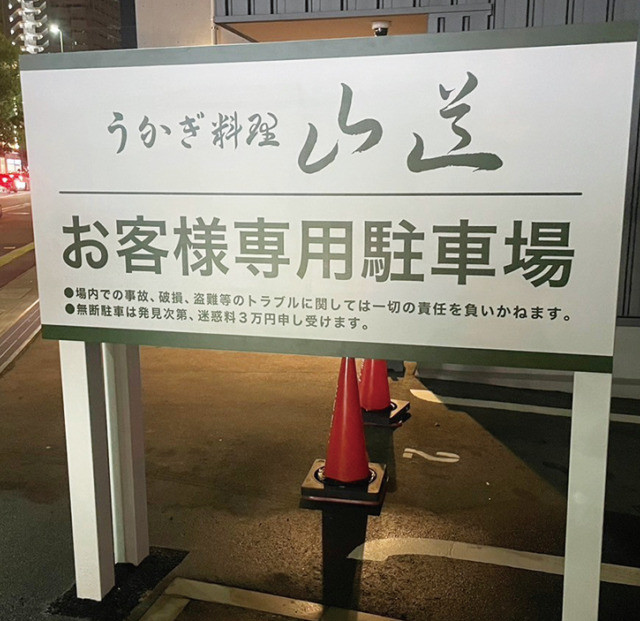 うかぎ料理 山道
お客様専用駐車場
●場内での事故、破損、盗難等のトラブルに関しては一切の責任を負いかねます。
●無断駐車は発見次第、迷惑料3万円申し受けます。
2